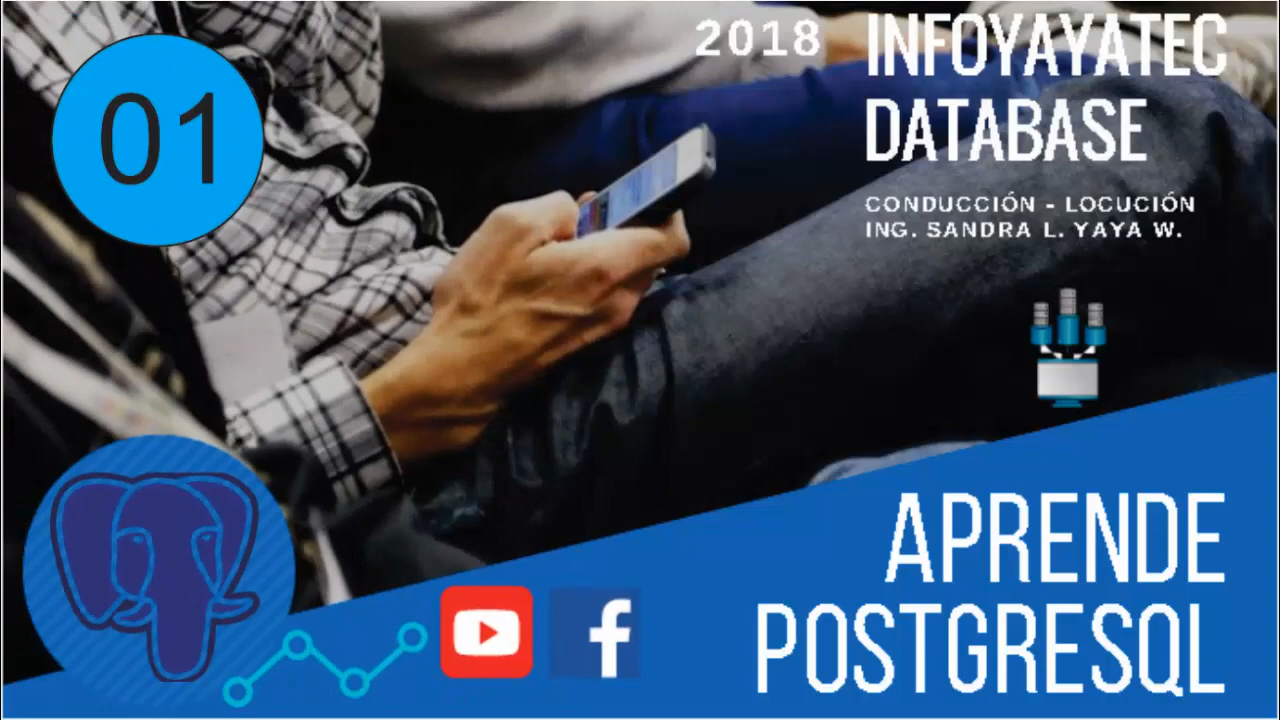 01
2018
INFOYAYATEC
DATABASE
CONDUCCIÓN - LOCUCIÓN
ING. SANDRA L. YAYA W.
APRENDE
POSTGRESQL